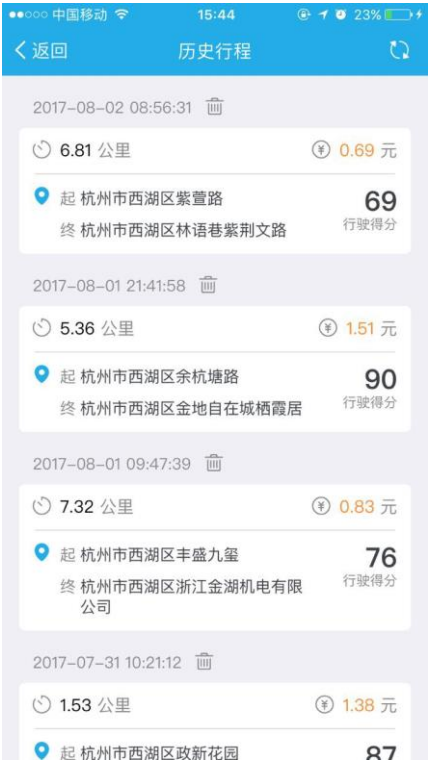 中国移动 15:44 23%
返回 历史行程
2017-08-02 08:56:31
6.81 公里 ¥ 0.69 元
起 杭州市西湖区紫萱路 69
终 杭州市西湖区林语巷紫荆文路 行驶得分
2017-08-01 21:41:58
5.36 公里 ¥ 1.51 元
起 杭州市西湖区余杭塘路 90
终 杭州市西湖区金地自在城栖霞居 行驶得分
2017-08-01 09:47:39
7.32 公里 ¥ 0.83 元
起 杭州市西湖区丰盛九玺 76
终 杭州市西湖区浙江金湖机电有限 行驶得分
公司
2017-07-31 10:21:12
1.53 公里 ¥ 1.38 元
起 杭州市西湖区政新花园 87